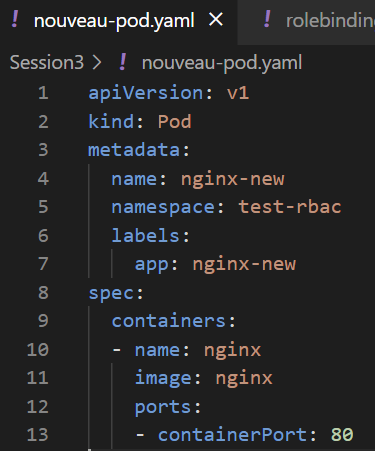 ! nouveau-pod.yaml × ! rolebindin
Session3 > ! nouveau-pod.yaml
1 apiVersion: v1
2 kind: Pod
3 metadata:
4   name: nginx-new
5   namespace: test-rbac
6   labels:
7     app: nginx-new
8 spec:
9   containers:
10   - name: nginx
11     image: nginx
12     ports:
13     - containerPort: 80